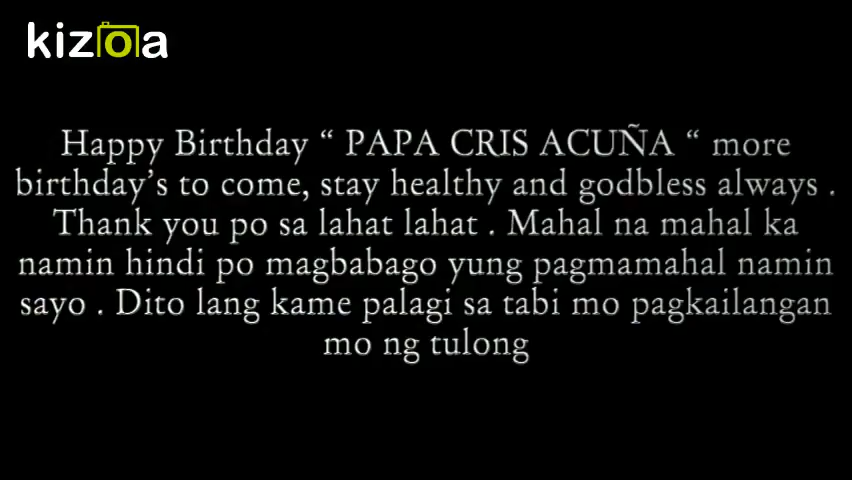 kizoa
Happy Birthday “ PAPA CRIS ACUÑA “ more
birthday’s to come, stay healthy and godbless always .
Thank you po sa lahat lahat . Mahal na mahal ka
namin hindi po magbabago yung pagmamahal namin
sayo . Dito lang kame palagi sa tabi mo pagkailangan
mo ng tulong